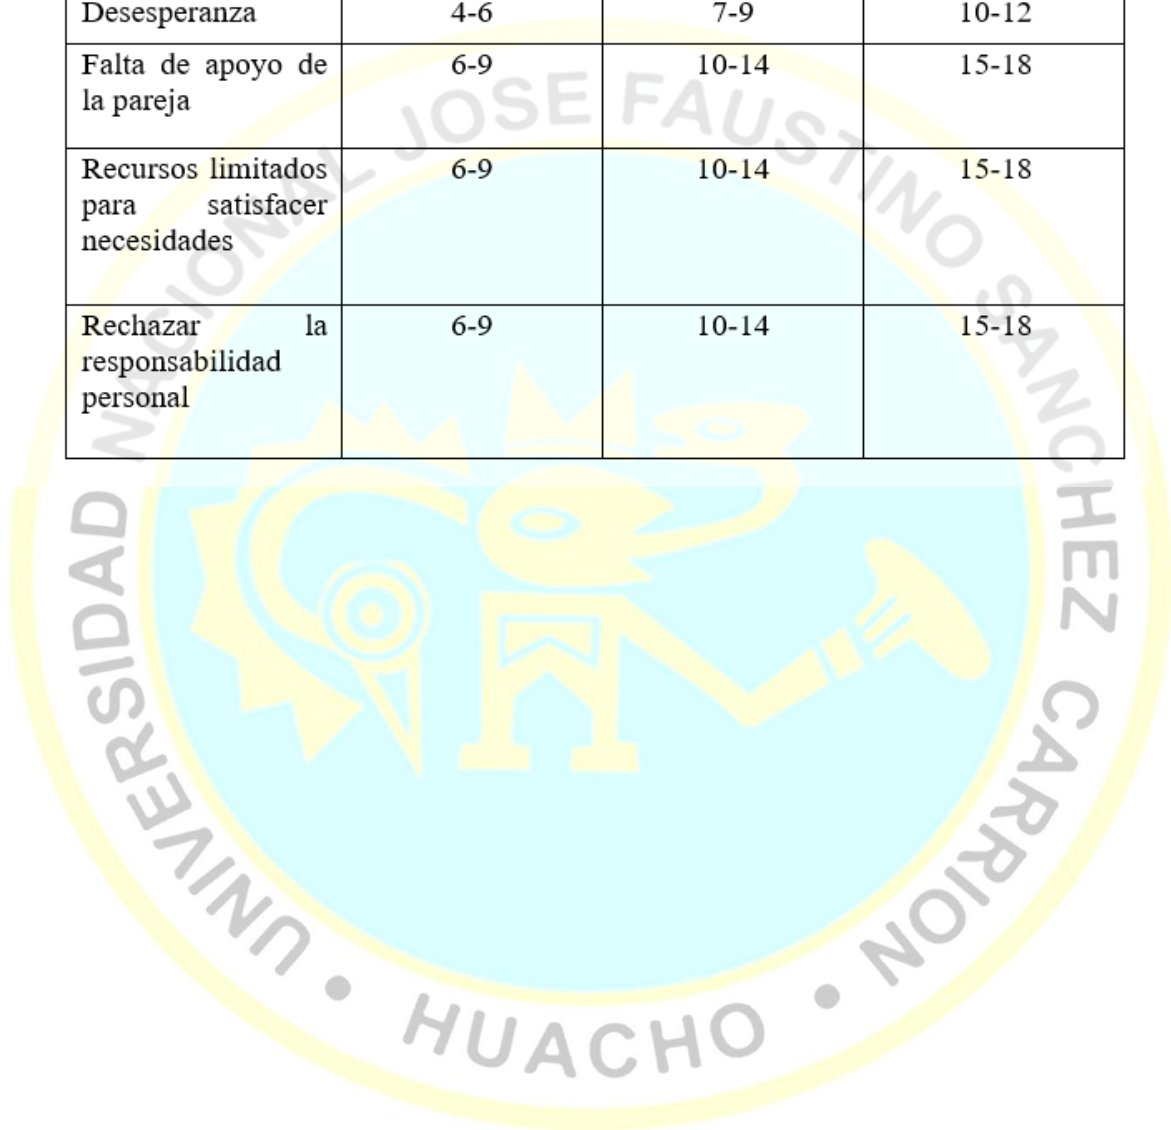 Desesperanza 4-6 7-9 10-12
Falta de apoyo de 6-9 10-14 15-18
la pareja
Recursos limitados 6-9 10-14 15-18
para satisfacer
necesidades
Rechazar la 6-9 10-14 15-18
responsabilidad
personal
UNIVERSIDAD NACIONAL JOSE FAUSTINO SANCHEZ CARRION
• HUACHO •